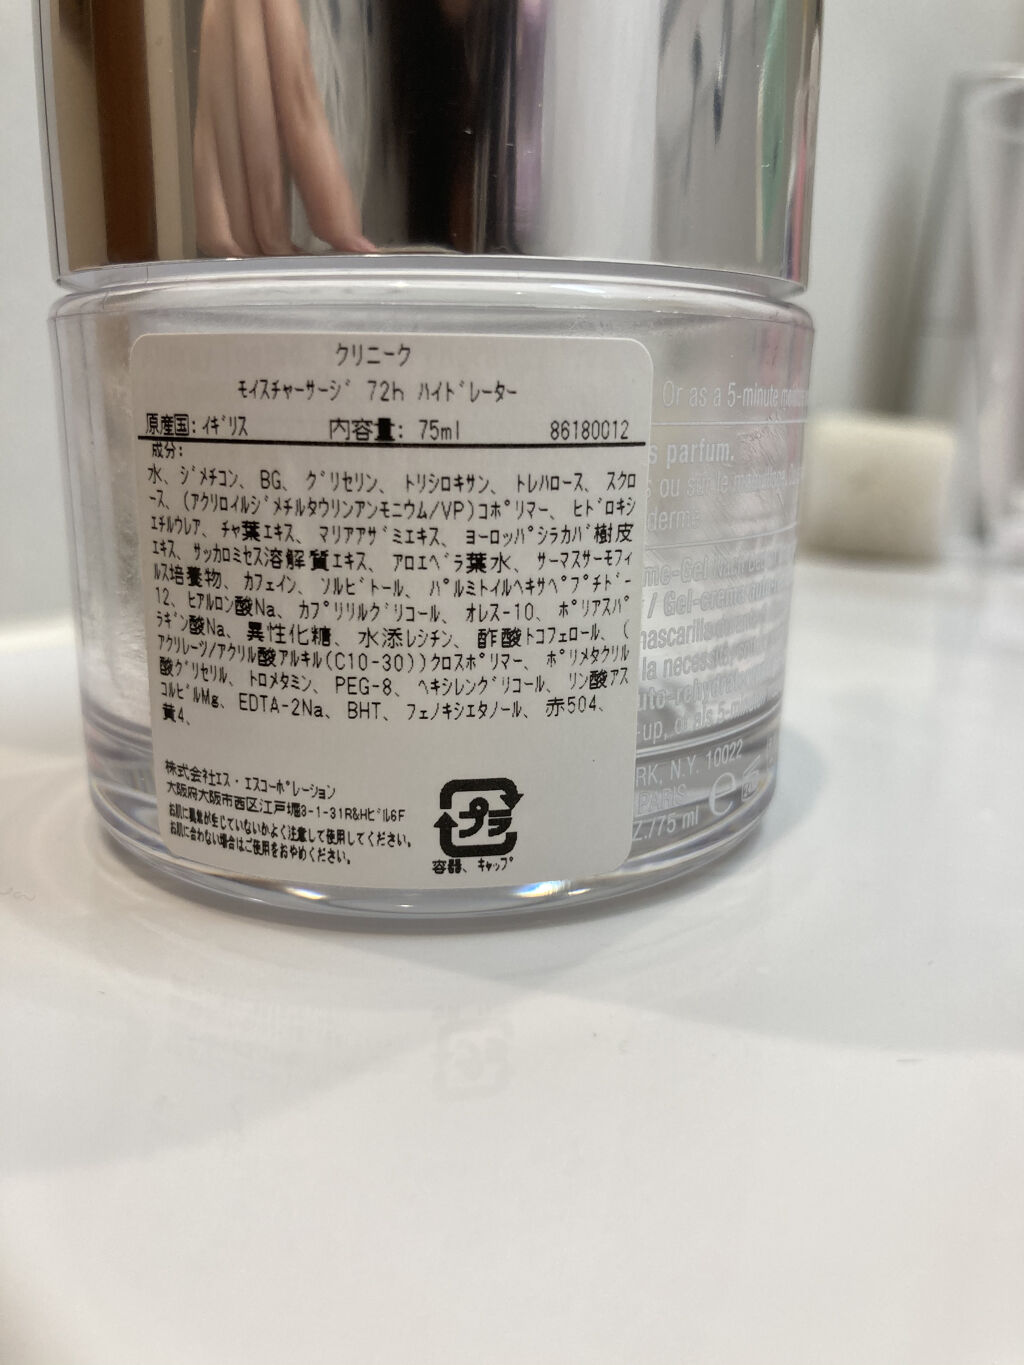 クリニーク
モイスチャーサージ 72h ハイドレーター
原産国: イギリス 内容量: 75ml 86180012
成分:
水、ジメチコン、BG、グリセリン、トリシロキサン、トレハロース、スクロ
ース、(アクリロイルジメチルタウリンアンモニウム/VP)コポリマー、ヒドロキシ
エチルウレア、チャ葉エキス、マリアアザミエキス、ヨーロッパシラカバ樹皮
エキス、サッカロミセス溶解質エキス、アロエベラ葉水、サーマスサーモフィ
ルス培養物、カフェイン、ソルビトール、パルミトイルヘキサペプチド-
12、ヒアルロン酸Na、カプリリルグリコール、オレス-10、ポリアスパ
ラギン酸Na、異性化糖、水添レシチン、酢酸トコフェロール、(
アクリレーツ/アクリル酸アルキル(C10-30))クロスポリマー、ポリメタクリル
酸グリセリル、トロメタミン、PEG-8、ヘキシレングリコール、リン酸アス
コルビルMg、EDTA-2Na、BHT、フェノキシエタノール、赤504、
黄4、
株式会社エス・エスコーポレーション
大阪府大阪市西区江戸堀3-1-31R&Hビル6F
お肌に異常が生じていないかよく注意して使用してください。
お肌に合わない場合はご使用をおやめください。
プラ
容器、キャップ
Or as a 5-minute
s parfum.
s ou sur le
derme
me-Gel
/ Gel-crema
la necess
uto-rehydrat
-up, or als 5-
RK, N.Y. 10022
PARIS
Z./75 ml e